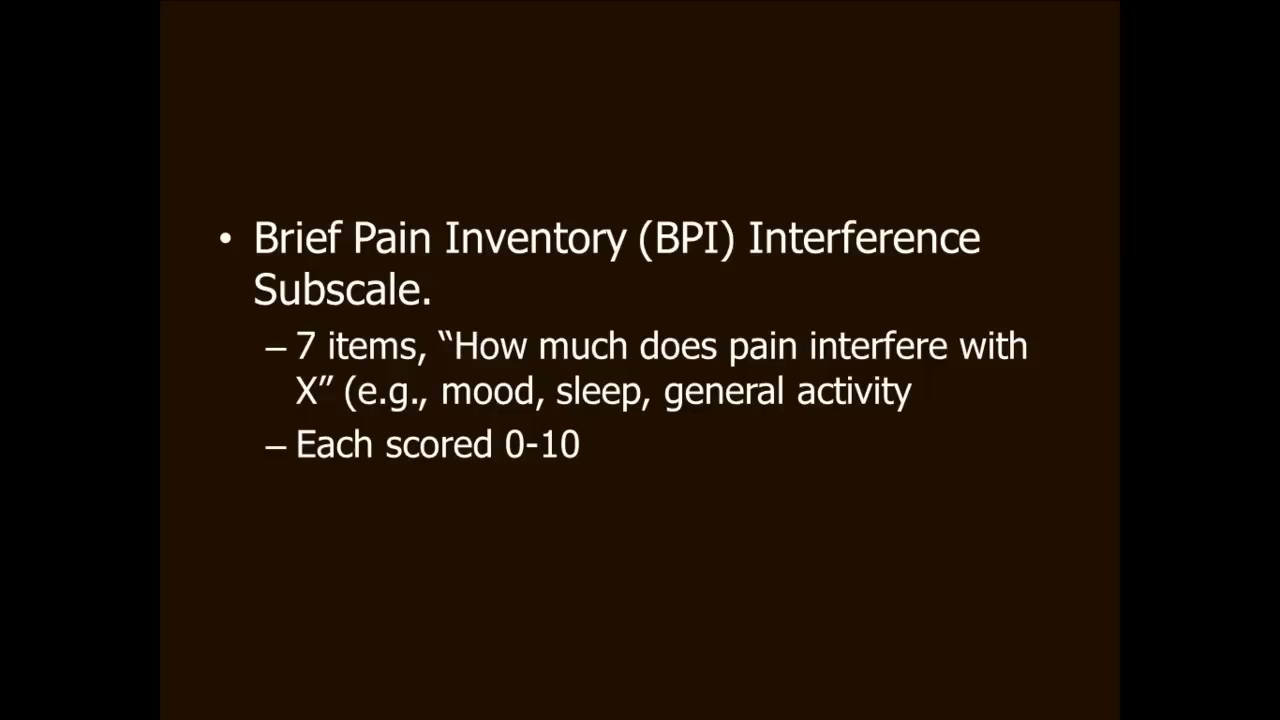 • Brief Pain Inventory (BPI) Interference
Subscale.
– 7 items, “How much does pain interfere with
X” (e.g., mood, sleep, general activity
– Each scored 0-10